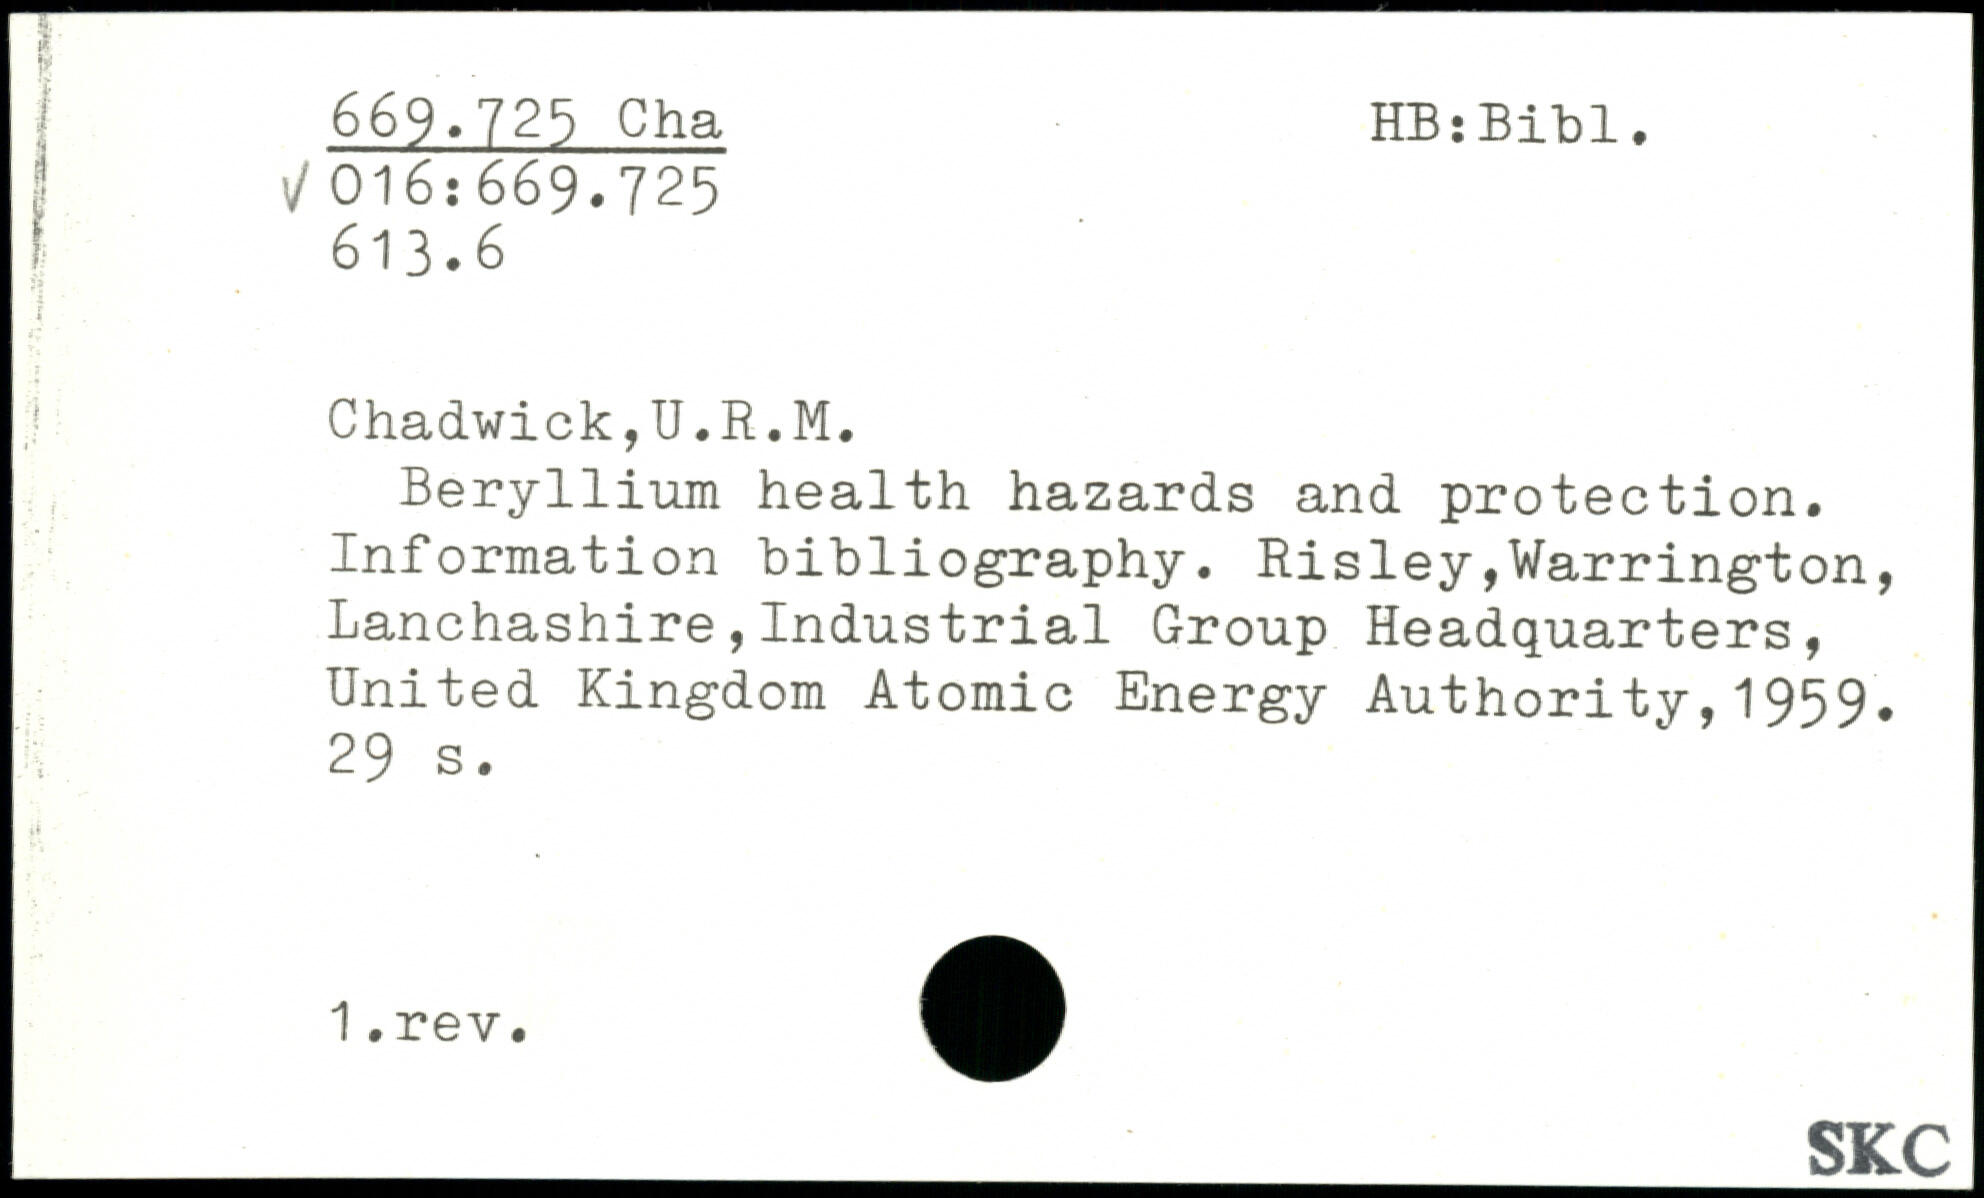 669.725 Cha HB:Bibl.
√ 016:669.725
613.6
Chadwick,U.R.M.
Beryllium health hazards and protection.
Information bibliography. Risley,Warrington,
Lanchashire,Industrial Group Headquarters,
United Kingdom Atomic Energy Authority,1959.
29 s.
1.rev.
SKC